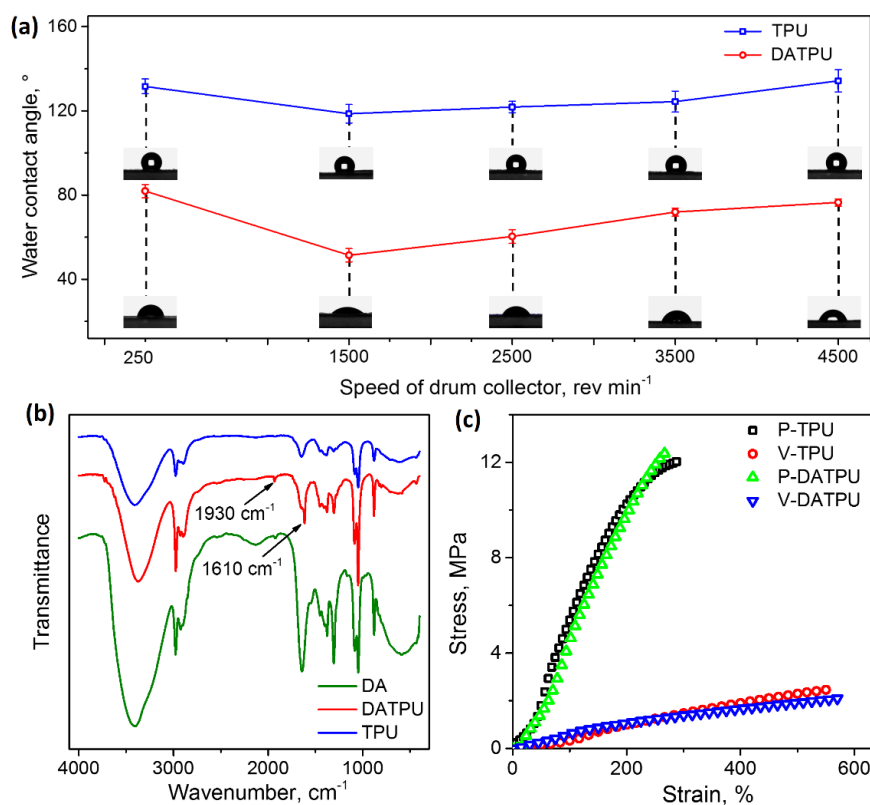 (a)
160
120
80
40
Water contact angle, °
TPU
DATPU
250 1500 2500 3500 4500
Speed of drum collector, rev min⁻¹
(b)
Transmittance
1930 cm⁻¹
1610 cm⁻¹
DA
DATPU
TPU
4000 3000 2000 1000
Wavenumber, cm⁻¹
(c)
12
8
4
0
Stress, MPa
P-TPU
V-TPU
P-DATPU
V-DATPU
0 200 400 600
Strain, %